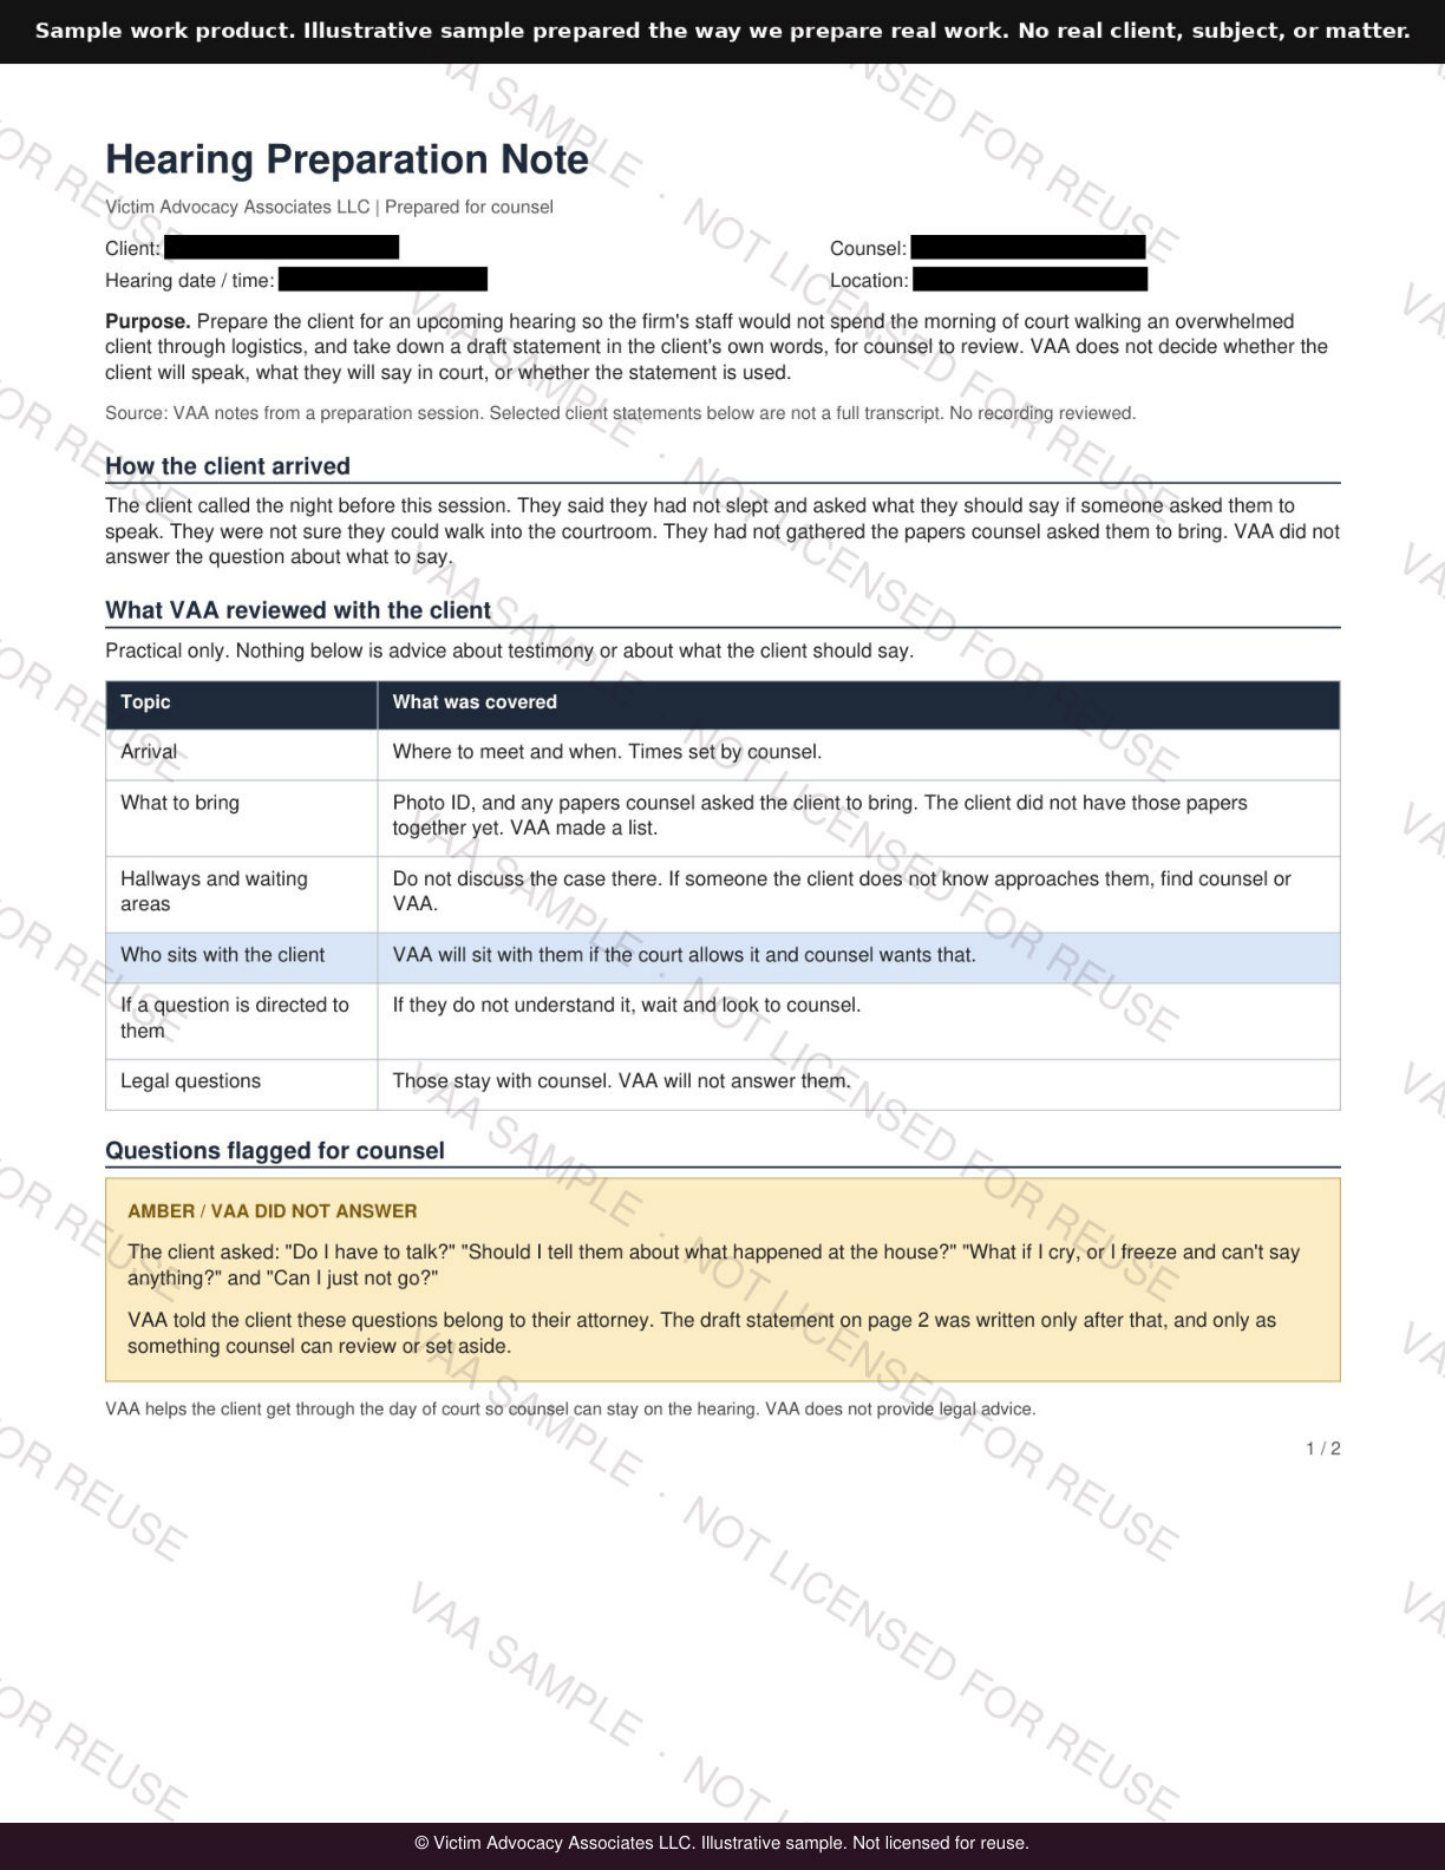 Sample work product. Illustrative sample prepared the way we prepare real work. No real client, subject, or matter.
Hearing Preparation Note
Victim Advocacy Associates LLC | Prepared for counsel
Client:
Counsel:
Hearing date / time:
Location:
Purpose. Prepare the client for an upcoming hearing so the firm's staff would not spend the morning of court walking an overwhelmed
client through logistics, and take down a draft statement in the client's own words, for counsel to review. VAA does not decide whether the
client will speak, what they will say in court, or whether the statement is used.
Source: VAA notes from a preparation session. Selected client statements below are not a full transcript. No recording reviewed.
How the client arrived
The client called the night before this session. They said they had not slept and asked what they should say if someone asked them to
speak. They were not sure they could walk into the courtroom. They had not gathered the papers counsel asked them to bring. VAA did not
answer the question about what to say.
What VAA reviewed with the client
Practical only. Nothing below is advice about testimony or about what the client should say.
Topic
What was covered
Arrival
Where to meet and when. Times set by counsel.
What to bring
Photo ID, and any papers counsel asked the client to bring. The client did not have those papers
together yet. VAA made a list.
Hallways and waiting
areas
Do not discuss the case there. If someone the client does not know approaches them, find counsel or
VAA.
Who sits with the client
VAA will sit with them if the court allows it and counsel wants that.
If a question is directed to
them
If they do not understand it, wait and look to counsel.
Legal questions
Those stay with counsel. VAA will not answer them.
Questions flagged for counsel
AMBER / VAA DID NOT ANSWER
The client asked: "Do I have to talk?" "Should I tell them about what happened at the house?" "What if I cry, or I freeze and can't say
anything?" and "Can I just not go?"
VAA told the client these questions belong to their attorney. The draft statement on page 2 was written only after that, and only as
something counsel can review or set aside.
VAA helps the client get through the day of court so counsel can stay on the hearing. VAA does not provide legal advice.
1 / 2
VAA SAMPLE · NOT LICENSED FOR REUSE
© Victim Advocacy Associates LLC. Illustrative sample. Not licensed for reuse.